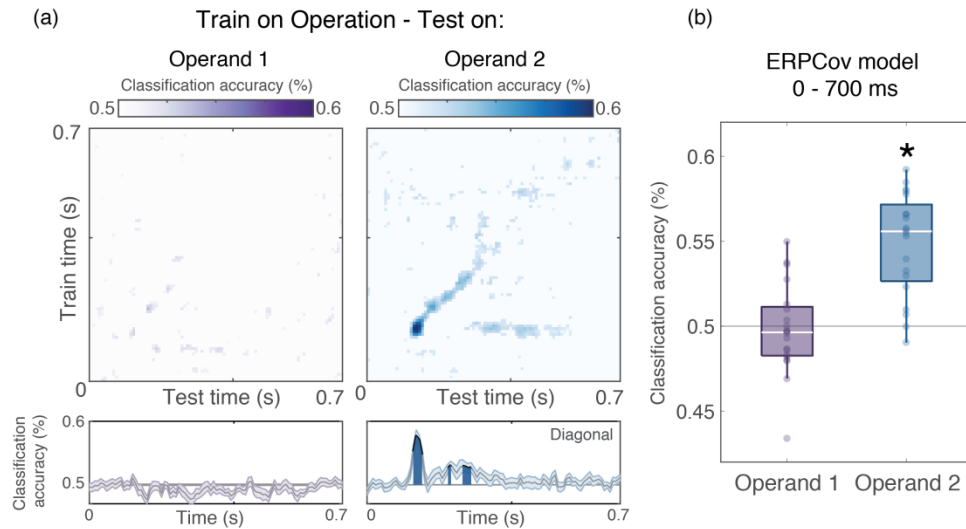 (a)
Train on Operation - Test on:
Operand 1
Operand 2
Classification accuracy (%)
Classification accuracy (%)
0.5
0.6
0.5
0.6
0.7
Train time (s)
0
Test time (s)
0.7
Test time (s)
0.7
0.6
0.5
Classification
accuracy (%)
Diagonal
0
Time (s)
0.7
0
Time (s)
0.7
(b)
ERPCov model
0 - 700 ms
Classification accuracy (%)
0.6
0.55
0.5
0.45
*
Operand 1
Operand 2